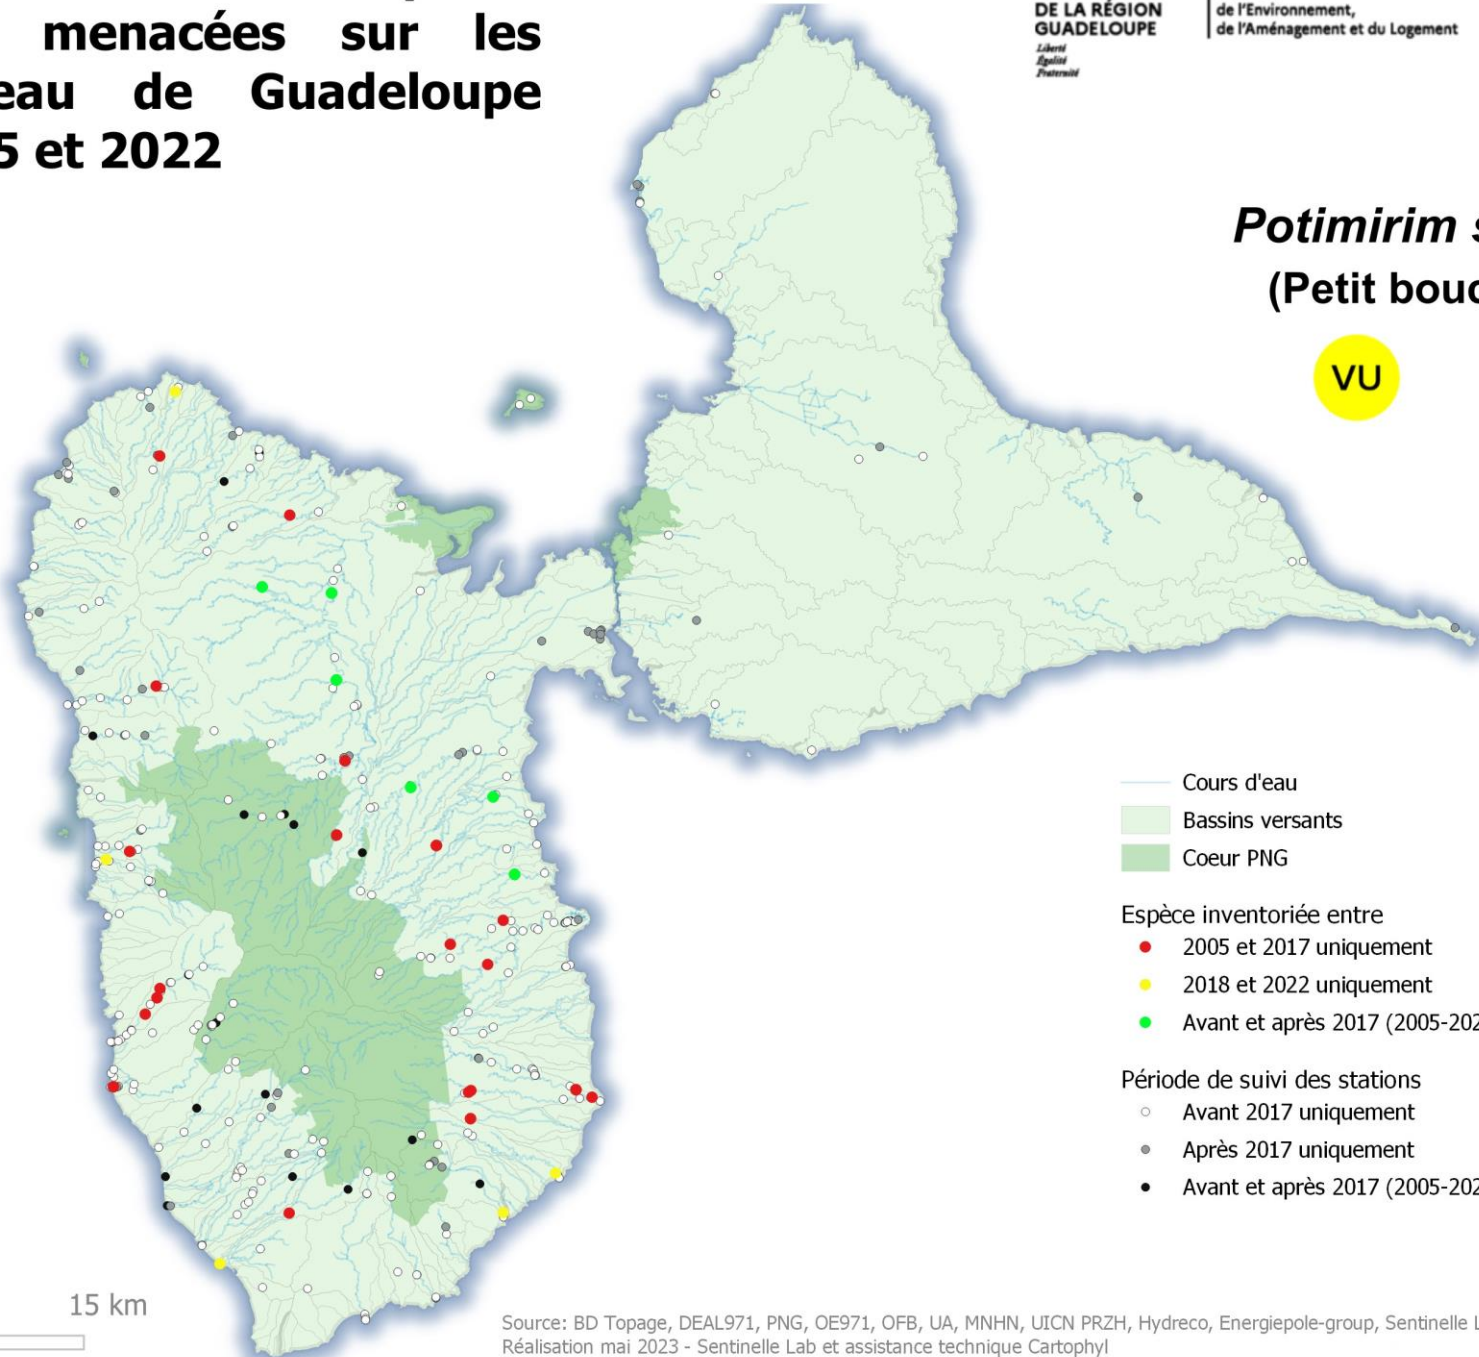 menacées sur les
eau de Guadeloupe
5 et 2022
DE LA RÉGION
GUADELOUPE
Liberté
Égalité
Fraternité
de l'Environnement,
de l'Aménagement et du Logement
Potimirim
(Petit bouc
VU
Cours d'eau
Bassins versants
Coeur PNG
Espèce inventoriée entre
2005 et 2017 uniquement
2018 et 2022 uniquement
Avant et après 2017 (2005-202
Période de suivi des stations
Avant 2017 uniquement
Après 2017 uniquement
Avant et après 2017 (2005-202
15 km
Source: BD Topage, DEAL971, PNG, OE971, OFB, UA, MNHN, UICN PRZH, Hydreco, Energiepole-group, Sentinelle L
Réalisation mai 2023 - Sentinelle Lab et assistance technique Cartophyl